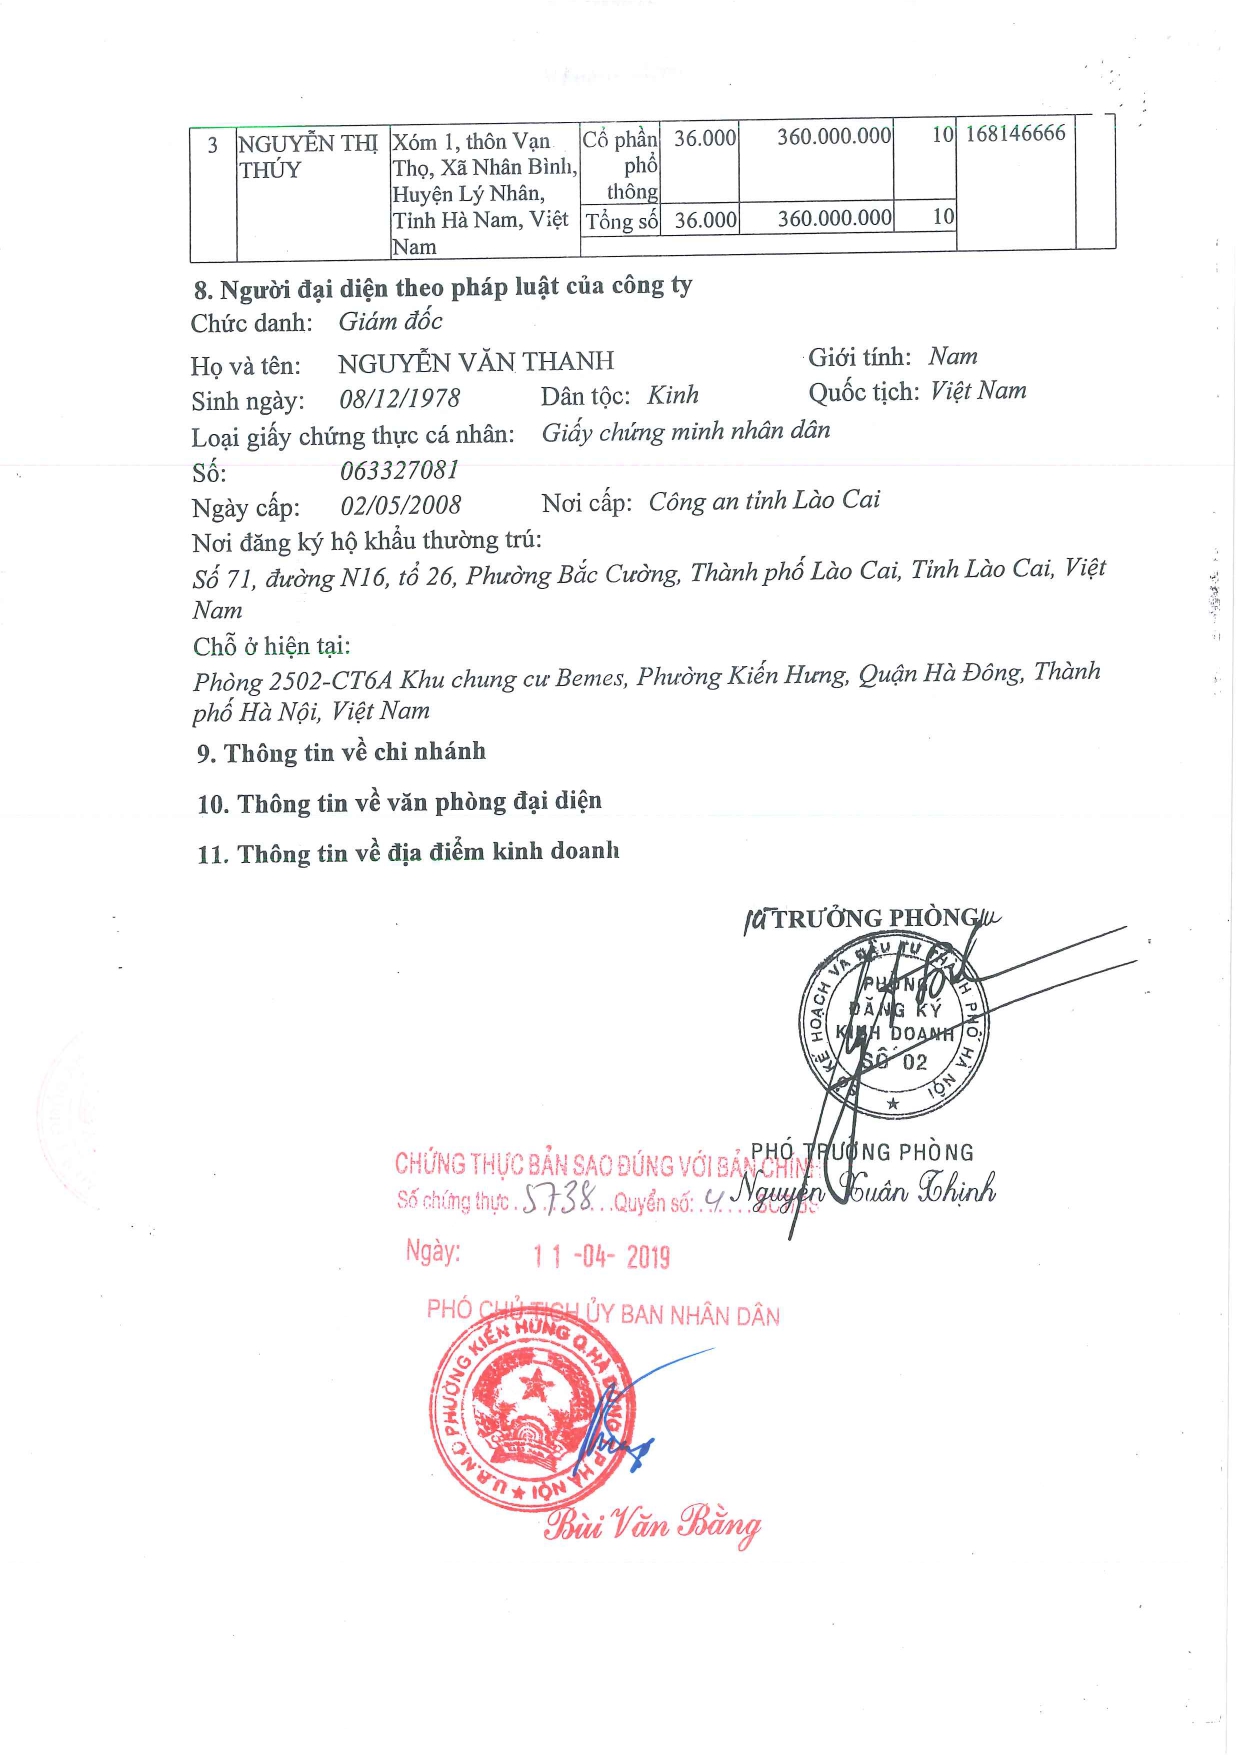 3 NGUYỄN THỊ THÚY Xóm 1, thôn Vạn Thọ, Xã Nhân Bình, Huyện Lý Nhân, Tỉnh Hà Nam, Việt Nam Cổ phần phổ thông 36.000 360.000.000 10 168146666
Tổng số 36.000 360.000.000 10
8. Người đại diện theo pháp luật của công ty
Chức danh: Giám đốc
Họ và tên: NGUYỄN VĂN THANH Giới tính: Nam
Sinh ngày: 08/12/1978 Dân tộc: Kinh Quốc tịch: Việt Nam
Loại giấy chứng thực cá nhân: Giấy chứng minh nhân dân
Số: 063327081
Ngày cấp: 02/05/2008 Nơi cấp: Công an tỉnh Lào Cai
Nơi đăng ký hộ khẩu thường trú:
Số 71, đường N16, tổ 26, Phường Bắc Cường, Thành phố Lào Cai, Tỉnh Lào Cai, Việt
Nam
Chỗ ở hiện tại:
Phòng 2502-CT6A Khu chung cư Bemes, Phường Kiến Hưng, Quận Hà Đông, Thành
phố Hà Nội, Việt Nam
9. Thông tin về chi nhánh
10. Thông tin về văn phòng đại diện
11. Thông tin về địa điểm kinh doanh
TRƯỞNG PHÒNG
SỞ KẾ HOẠCH VÀ ĐẦU TƯ THÀNH PHỐ HÀ NỘI
PHÒNG
ĐĂNG KÝ
KINH DOANH
SỐ 02
PHÓ TRƯỞNG PHÒNG
Nguyễn Xuân Thịnh
CHỨNG THỰC BẢN SAO ĐÚNG VỚI BẢN CHÍNH
Số chứng thực .5738...Quyển số:..4....
Ngày: 11 -04- 2019
PHÓ CHỦ TỊCH ỦY BAN NHÂN DÂN
U.B.N.D PHƯỜNG KIẾN HƯNG Q.HÀ ĐÔNG TP HÀ NỘI
Bùi Văn Bằng